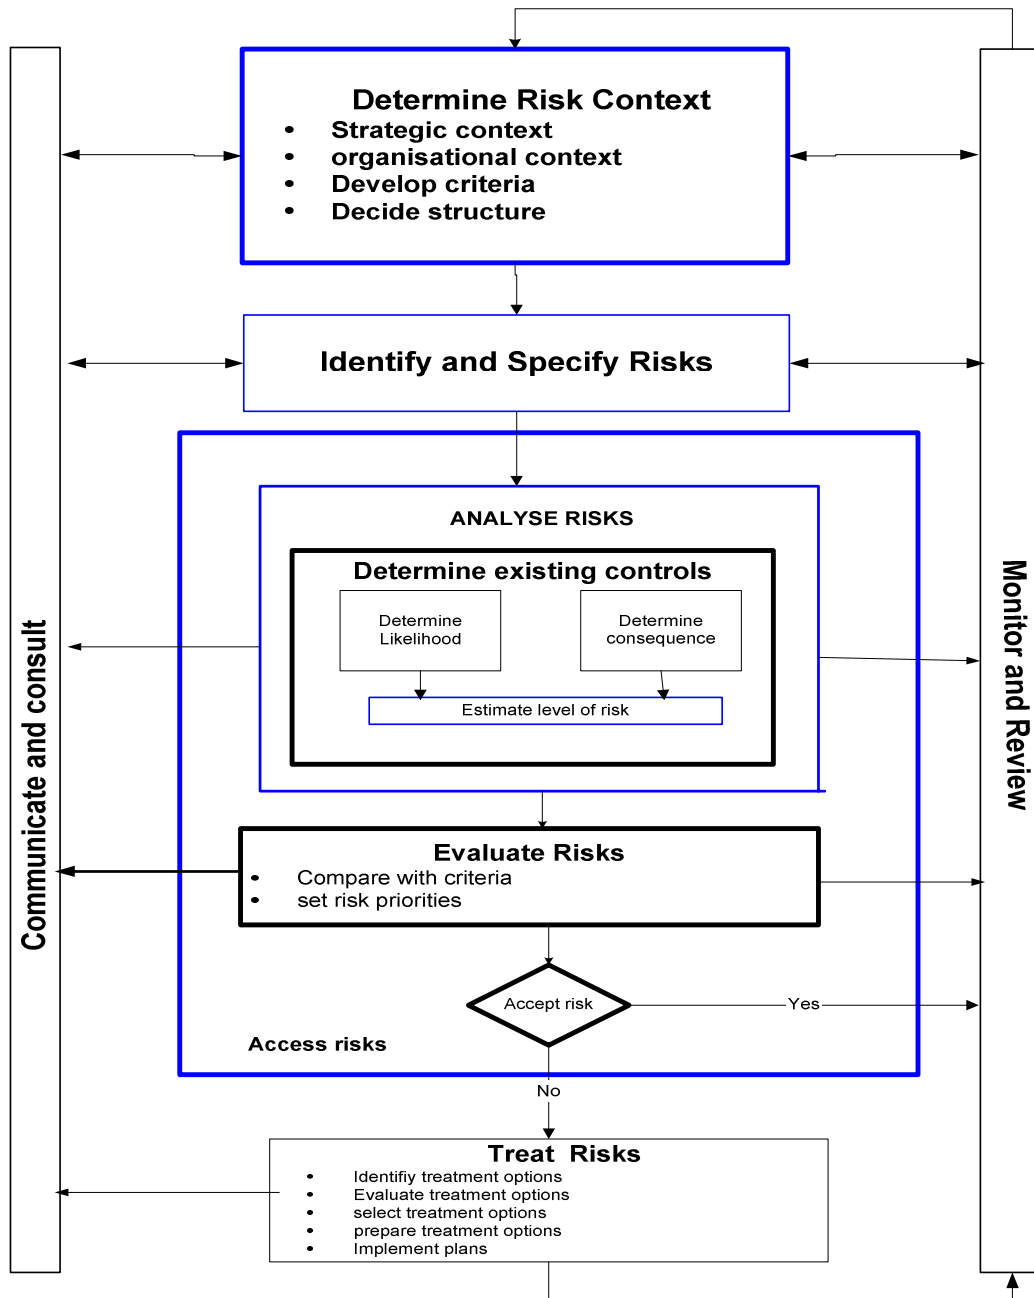 Determine Risk Context
• Strategic context
• organisational context
• Develop criteria
• Decide structure
Identify and Specify Risks
ANALYSE RISKS
Determine existing controls
Determine
Likelihood
Determine
consequence
Estimate level of risk
Evaluate Risks
• Compare with criteria
• set risk priorities
Accept risk
Yes
Access risks
No
Treat Risks
• Identifiy treatment options
• Evaluate treatment options
• select treatment options
• prepare treatment options
• Implement plans
Communicate and consult
Monitor and Review